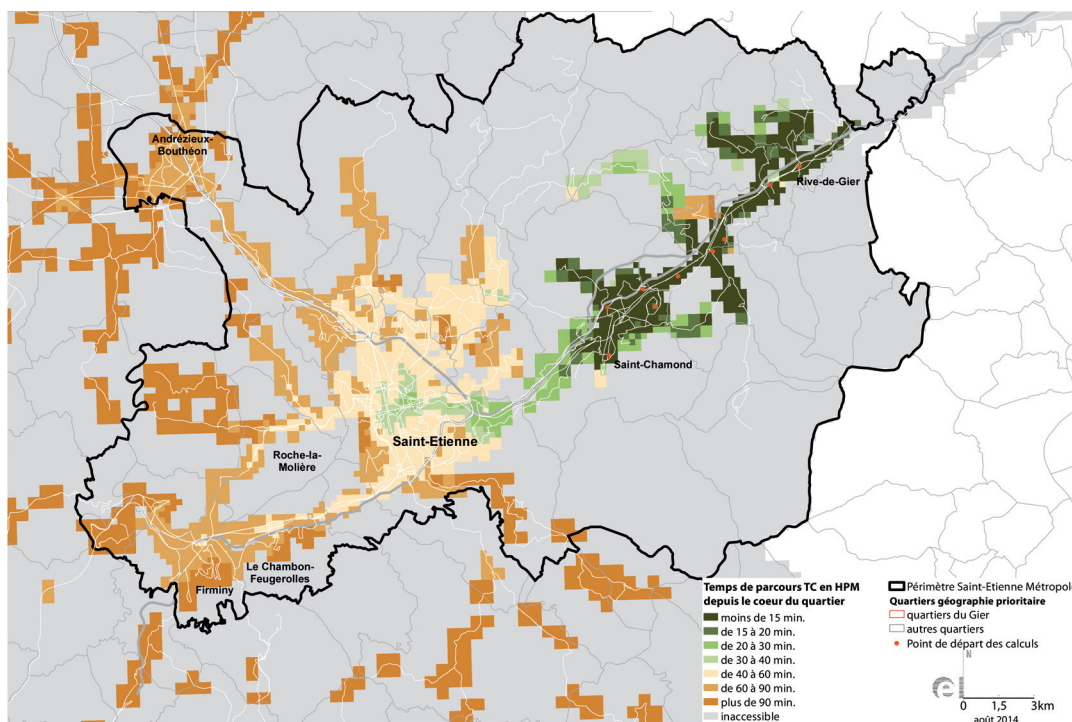 Andrézieux-
Bouthéon
Rive-de-Gier
Saint-Chamond
Saint-Etienne
Roche-la-
Molière
Le Chambon-
Feugerolles
Firminy
Temps de parcours TC en HPM
depuis le coeur du quartier
moins de 15 min.
de 15 à 20 min.
de 20 à 30 min.
de 30 à 40 min.
de 40 à 60 min.
de 60 à 90 min.
plus de 90 min.
inaccessible
Périmètre Saint-Etienne Métropol
Quartiers géographie prioritaire
quartiers du Gier
autres quartiers
Point de départ des calculs
N
e
0 1,5 3km
août 2014